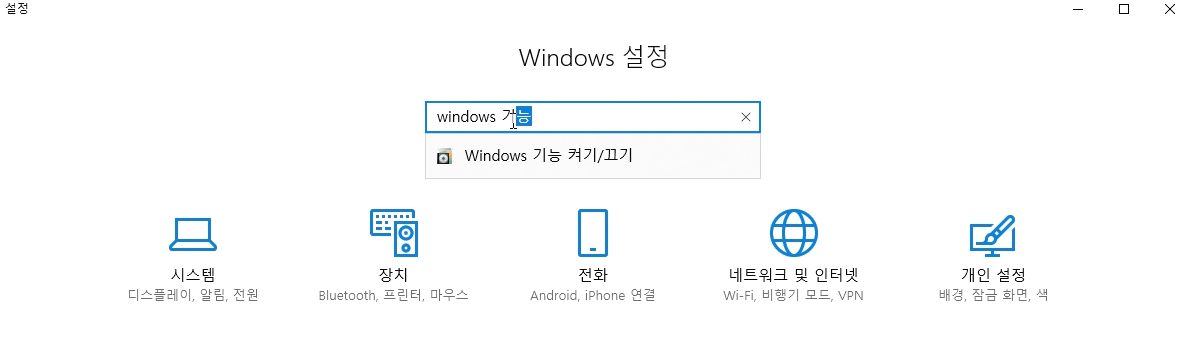 설정
Windows 설정
windows 기능
Windows 기능 켜기/끄기
시스템
디스플레이, 알림, 전원
장치
Bluetooth, 프린터, 마우스
전화
Android, iPhone 연결
네트워크 및 인터넷
Wi-Fi, 비행기 모드, VPN
개인 설정
배경, 잠금 화면, 색